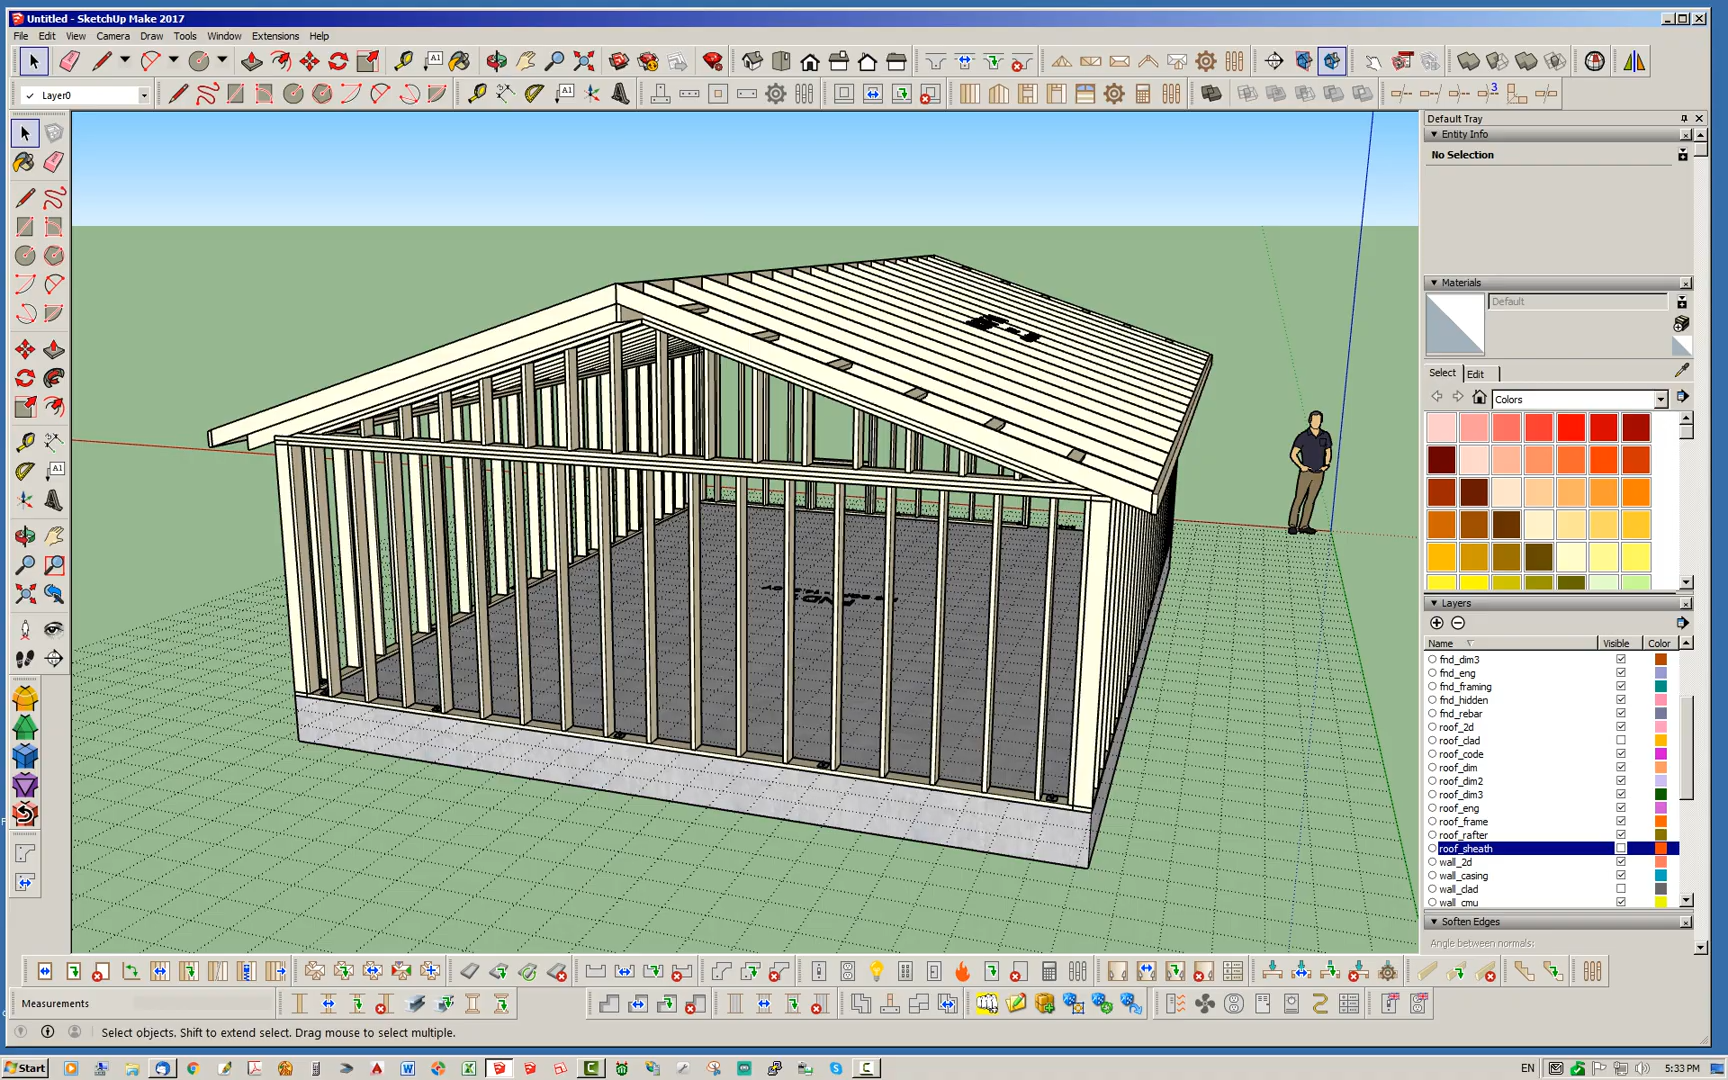 Untitled - SketchUp Make 2017
File Edit View Camera Draw Tools Window Extensions Help
Layer0
Default Tray
Entity Info
No Selection
Materials
Default
Select Edit
Colors
Layers
Name Visible Color
fnd_dim3
fnd_eng
fnd_framing
fnd_hidden
fnd_rebar
roof_2d
roof_clad
roof_code
roof_dim
roof_dim2
roof_dim3
roof_eng
roof_frame
roof_rafter
roof_sheath
wall_2d
wall_casing
wall_clad
wall_cmu
Soften Edges
Angle between normals:
Measurements
Select objects. Shift to extend select. Drag mouse to select multiple.
Start
EN
5:33 PM